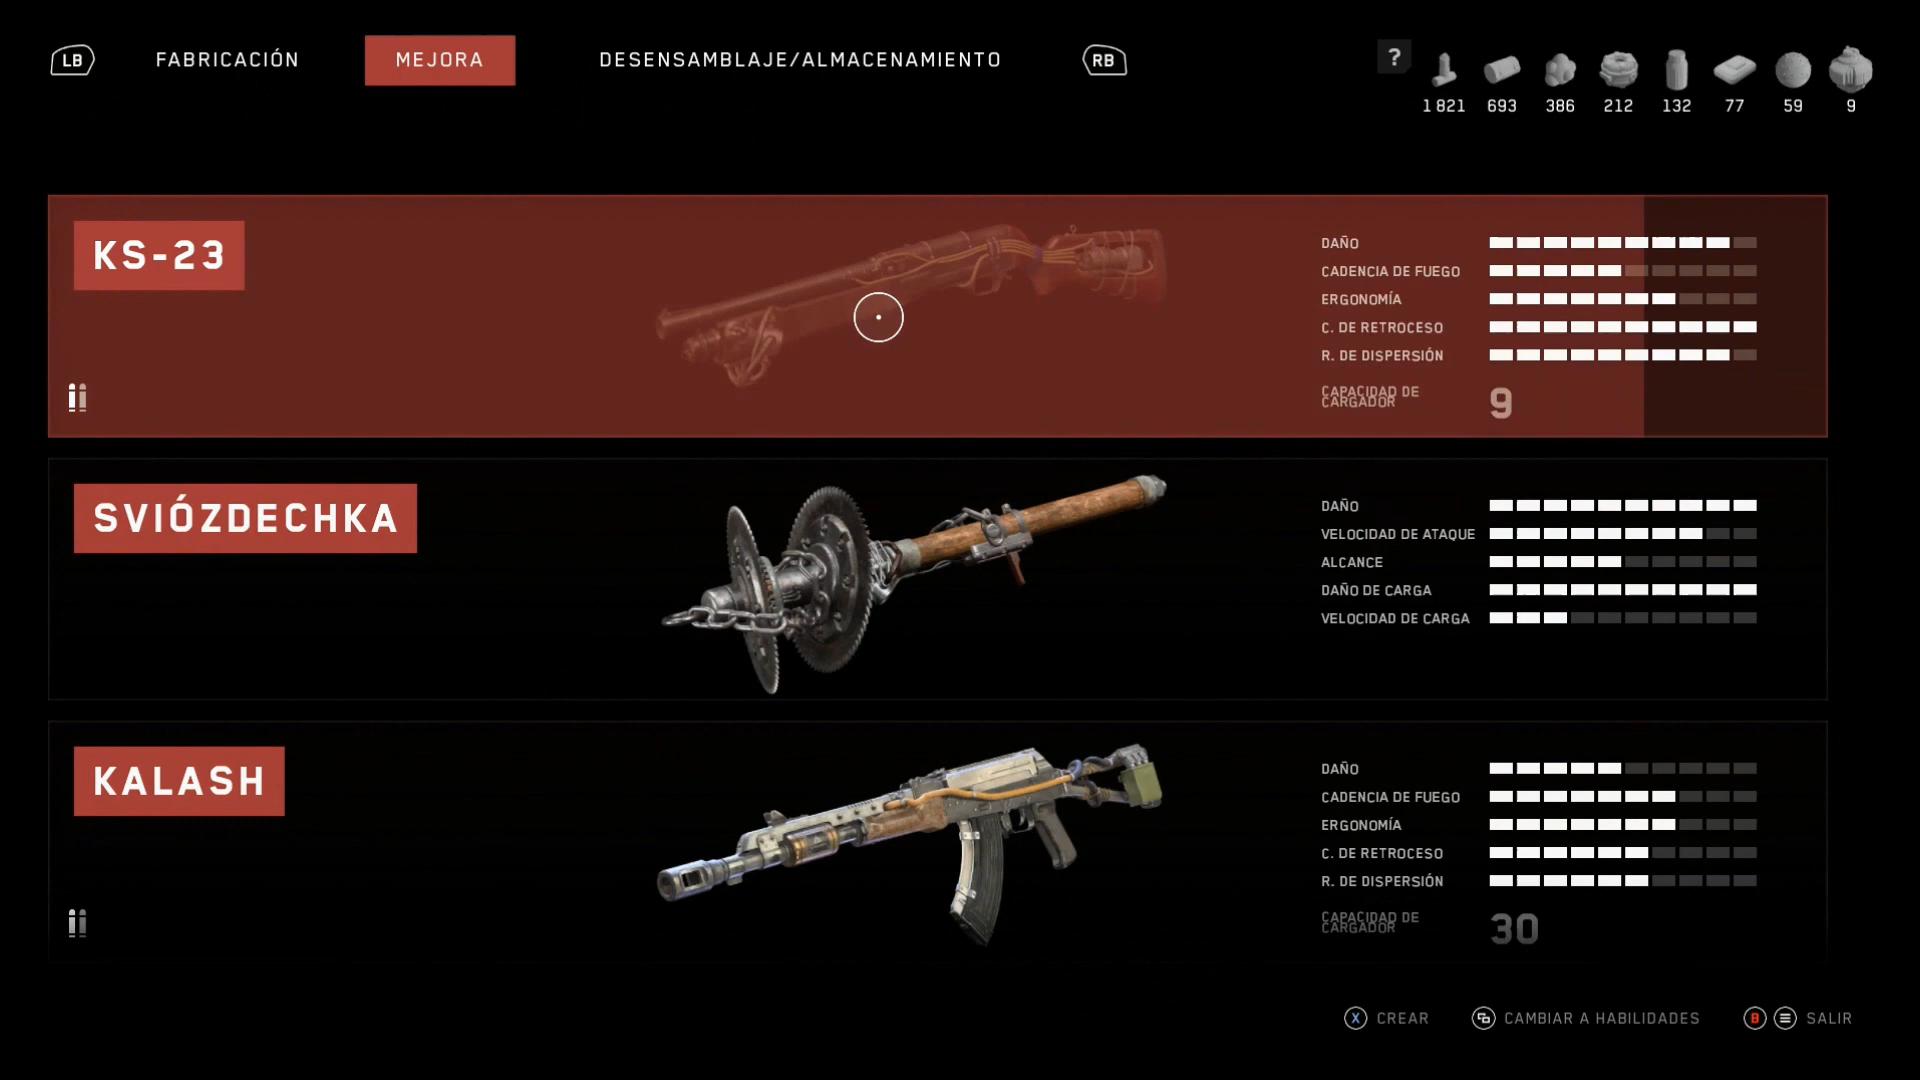 LB FABRICACIÓN MEJORA DESENSAMBLAJE/ALMACENAMIENTO RB ?
1 821 693 386 212 132 77 59 9
KS-23
DAÑO
CADENCIA DE FUEGO
ERGONOMÍA
C. DE RETROCESO
R. DE DISPERSIÓN
CAPACIDAD DE
CARGADOR
9
SVIÓZDECHKA
DAÑO
VELOCIDAD DE ATAQUE
ALCANCE
DAÑO DE CARGA
VELOCIDAD DE CARGA
KALASH
DAÑO
CADENCIA DE FUEGO
ERGONOMÍA
C. DE RETROCESO
R. DE DISPERSIÓN
CAPACIDAD DE
CARGADOR
30
X CREAR CAMBIAR A HABILIDADES B SALIR